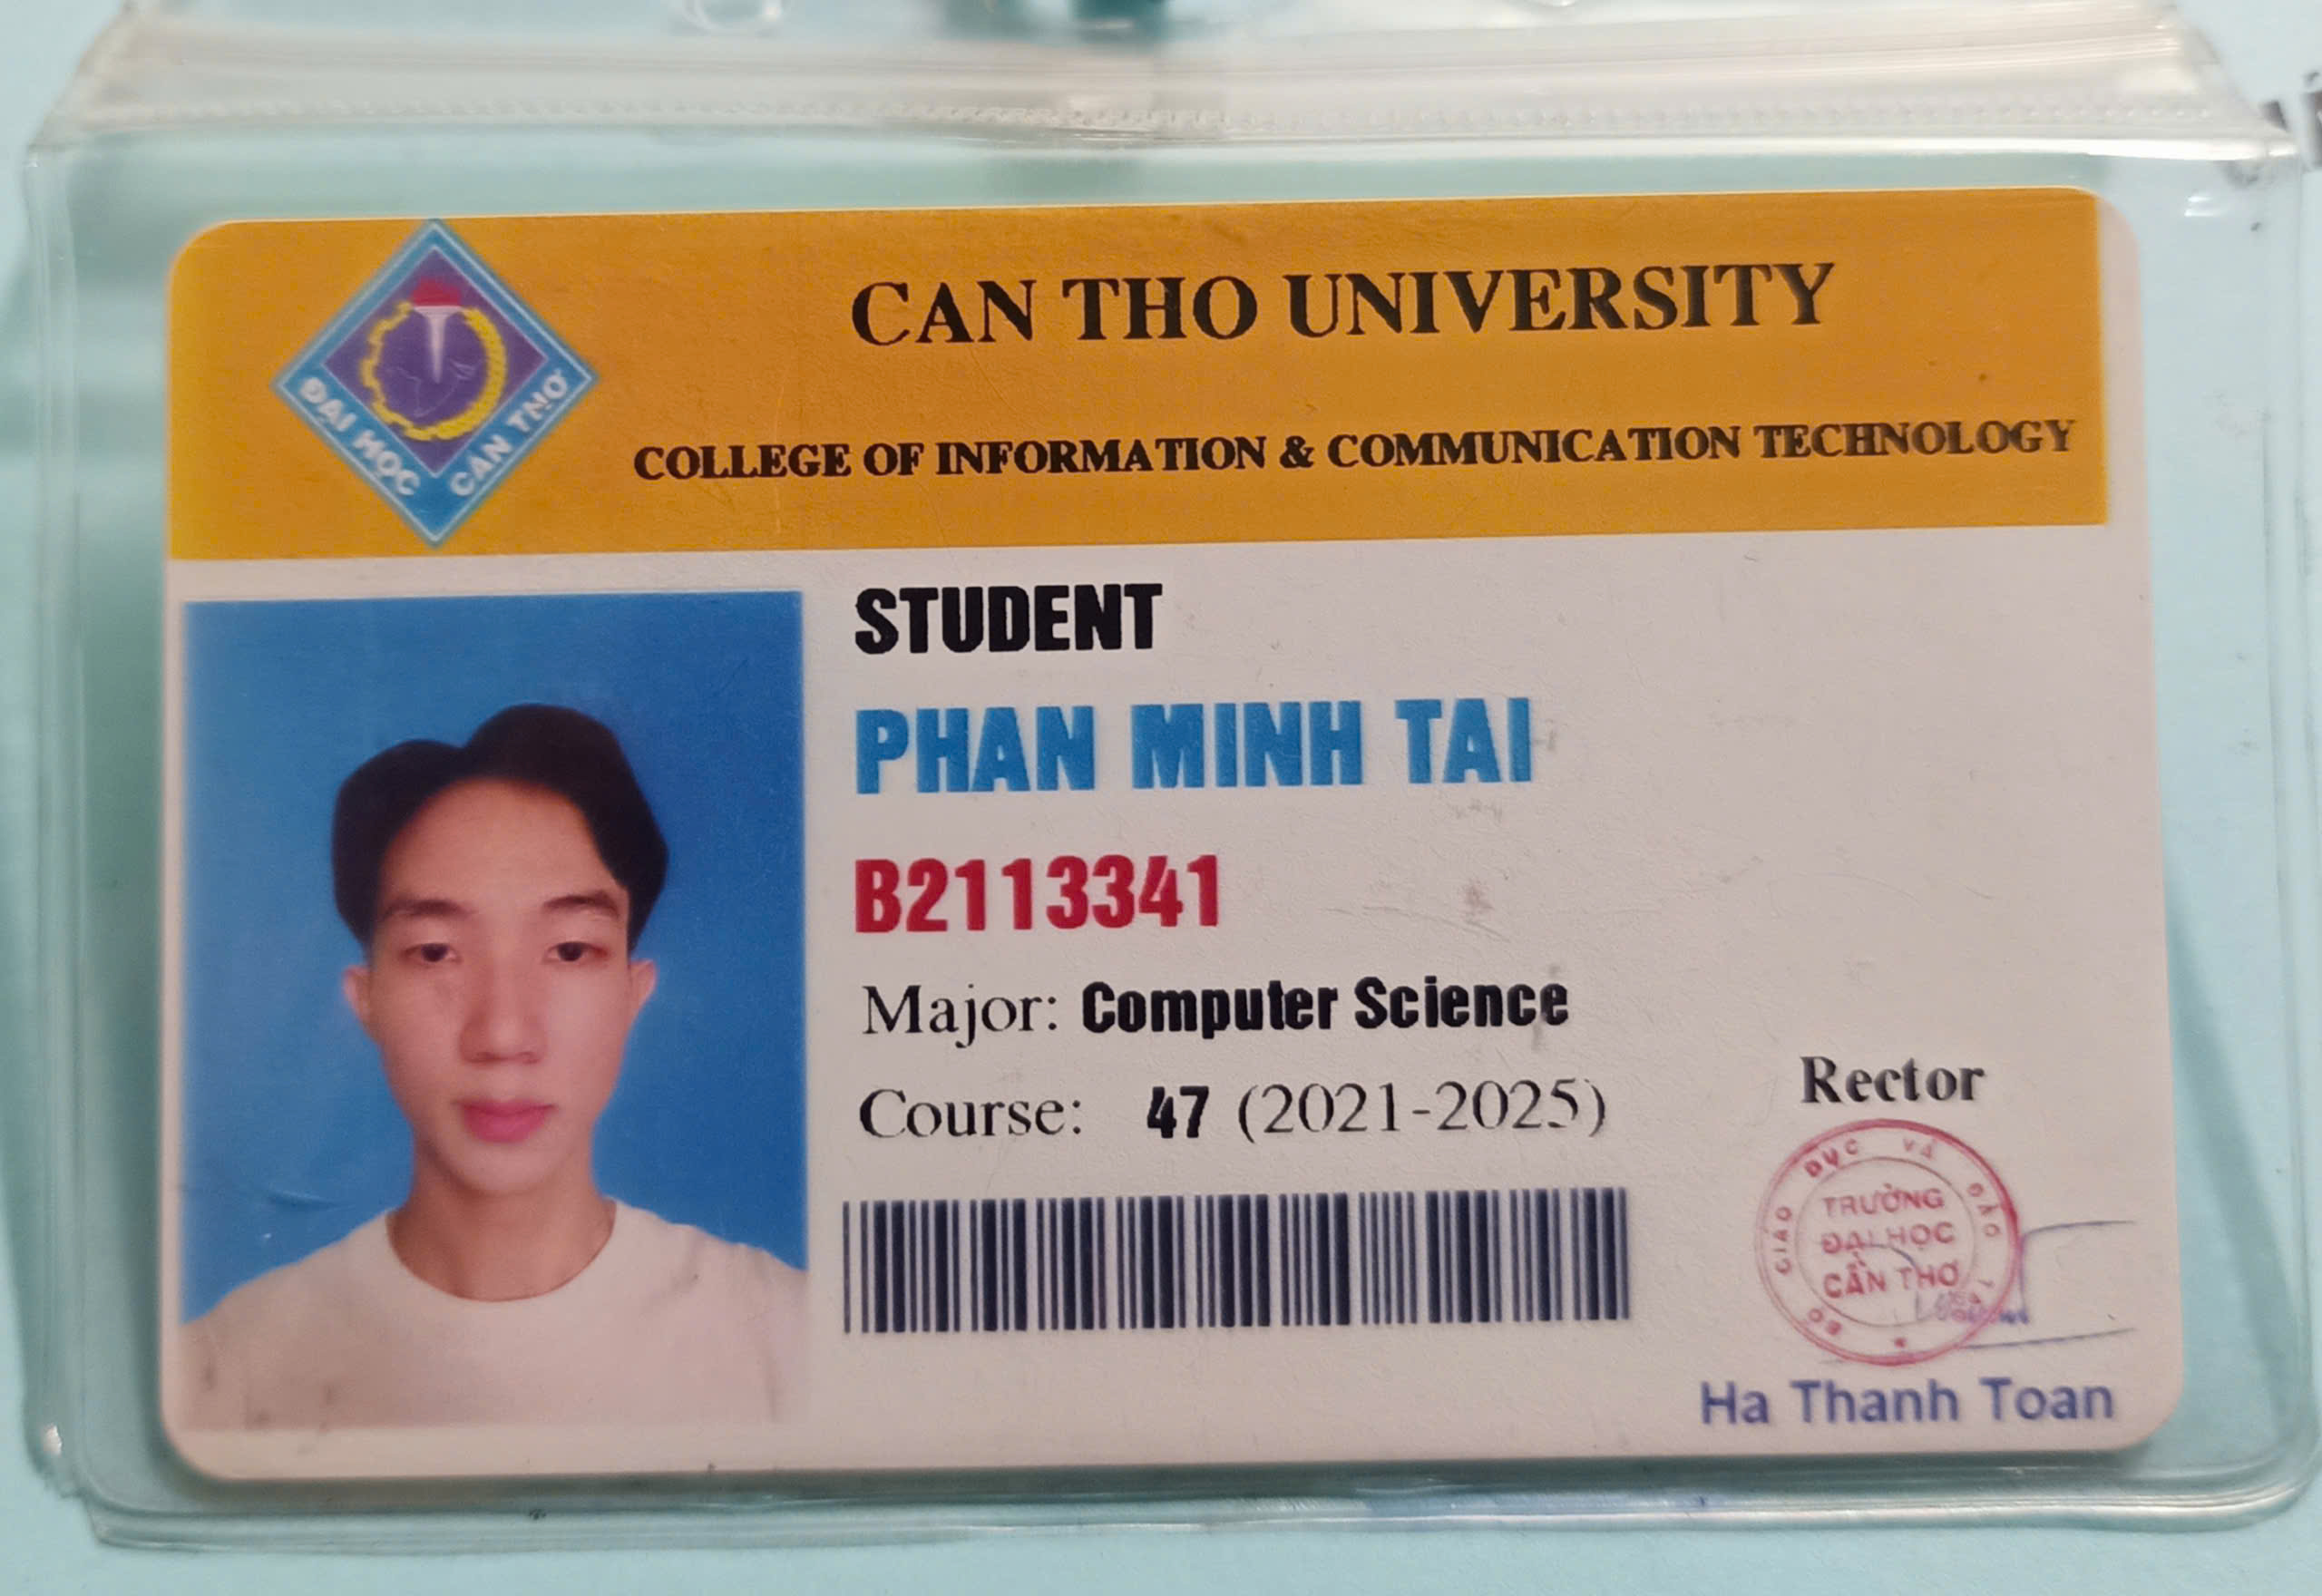 CAN THO UNIVERSITY
COLLEGE OF INFORMATION & COMMUNICATION TECHNOLOGY
ĐẠI HỌC CẦN THƠ
STUDENT
PHAN MINH TAI
B2113341
Major: Computer Science
Course: 47 (2021-2025)
Rector
BỘ GIÁO DỤC VÀ ĐÀO
TRƯỜNG
ĐẠI HỌC
CẦN THƠ
Ha Thanh Toan